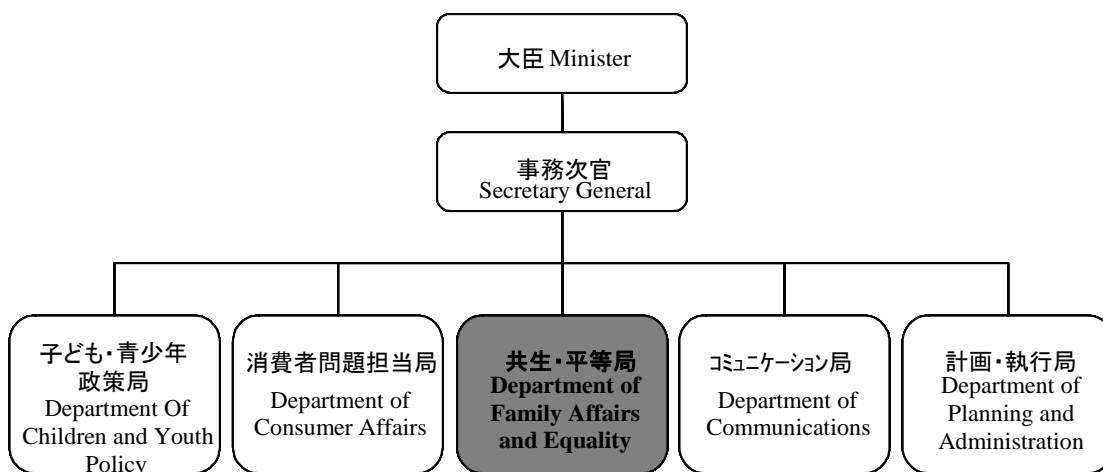 大臣 Minister
事務次官
Secretary General
子ども・青少年
政策局
Department Of
Children and Youth
Policy
消費者問題担当局
Department of
Consumer Affairs
共生・平等局
Department of
Family Affairs
and Equality
コミュニケーション局
Department of
Communications
計画・執行局
Department of
Planning and
Administration